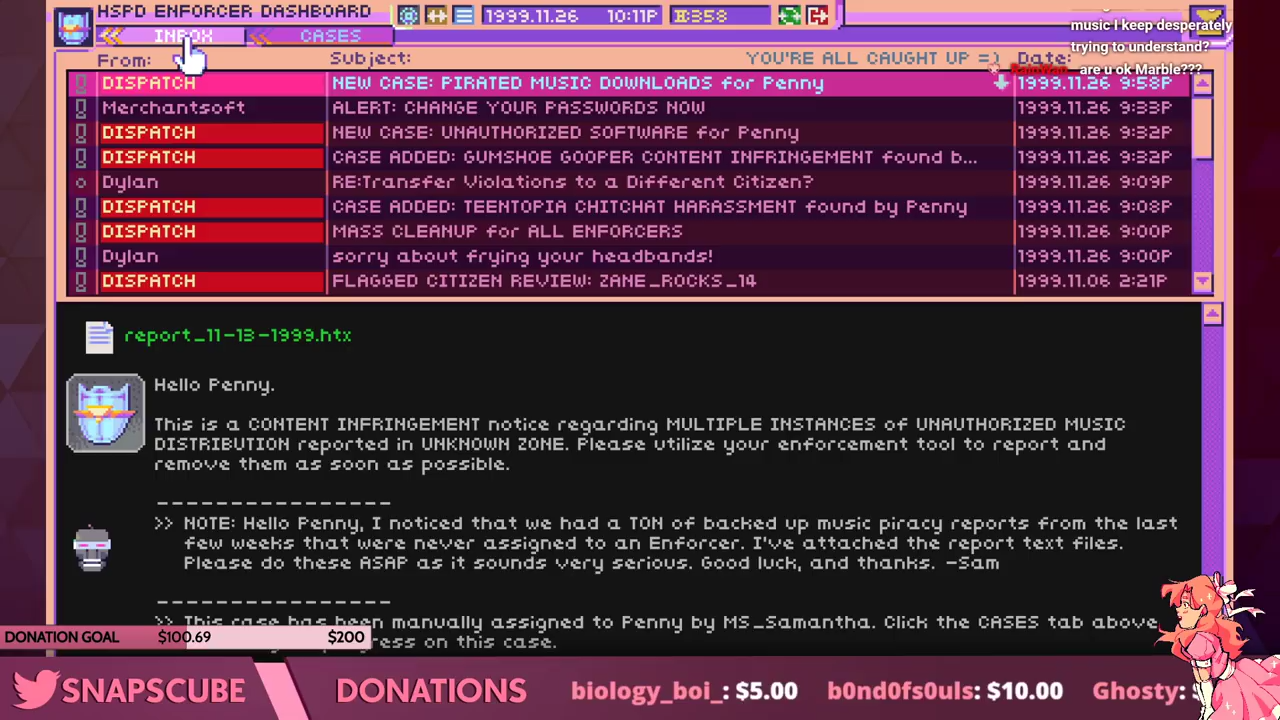 HSPD ENFORCER DASHBOARD
1999.11.26 10:11P
358
INBOX
CASES
music I keep desperately
trying to understand?
are u ok Marble???
From:
Subject:
YOU'RE ALL CAUGHT UP =)
Date:
DISPATCH NEW CASE: PIRATED MUSIC DOWNLOADS for Penny 1999.11.26 9:58P
Merchantsoft ALERT: CHANGE YOUR PASSWORDS NOW 1999.11.26 9:33P
DISPATCH NEW CASE: UNAUTHORIZED SOFTWARE for Penny 1999.11.26 9:32P
DISPATCH CASE ADDED: GUMSHOE GOOPER CONTENT INFRINGEMENT found b... 1999.11.26 9:32P
Dylan RE:Transfer Violations to a Different Citizen? 1999.11.26 9:09P
DISPATCH CASE ADDED: TEENTOPIA CHITCHAT HARASSMENT found by Penny 1999.11.26 9:08P
DISPATCH MASS CLEANUP for ALL ENFORCERS 1999.11.26 9:00P
Dylan sorry about frying your headbands! 1999.11.26 9:00P
DISPATCH FLAGGED CITIZEN REVIEW: ZANE_ROCKS_14 1999.11.06 2:21P
report_11-13-1999.htx
Hello Penny.
This is a CONTENT INFRINGEMENT notice regarding MULTIPLE INSTANCES of UNAUTHORIZED MUSIC
DISTRIBUTION reported in UNKNOWN ZONE. Please utilize your enforcement tool to report and
remove them as soon as possible.
------------------
>> NOTE: Hello Penny, I noticed that we had a TON of backed up music piracy reports from the last
few weeks that were never assigned to an Enforcer. I've attached the report text files.
Please do these ASAP as it sounds very serious. Good luck, and thanks. -Sam
------------------
>> This case has been manually assigned to Penny by MS_Samantha. Click the CASES tab above
on this case.
DONATION GOAL $100.69 $200
SNAPSCUBE
DONATIONS
biology_boi_: $5.00 b0nd0fs0uls: $10.00 Ghosty: